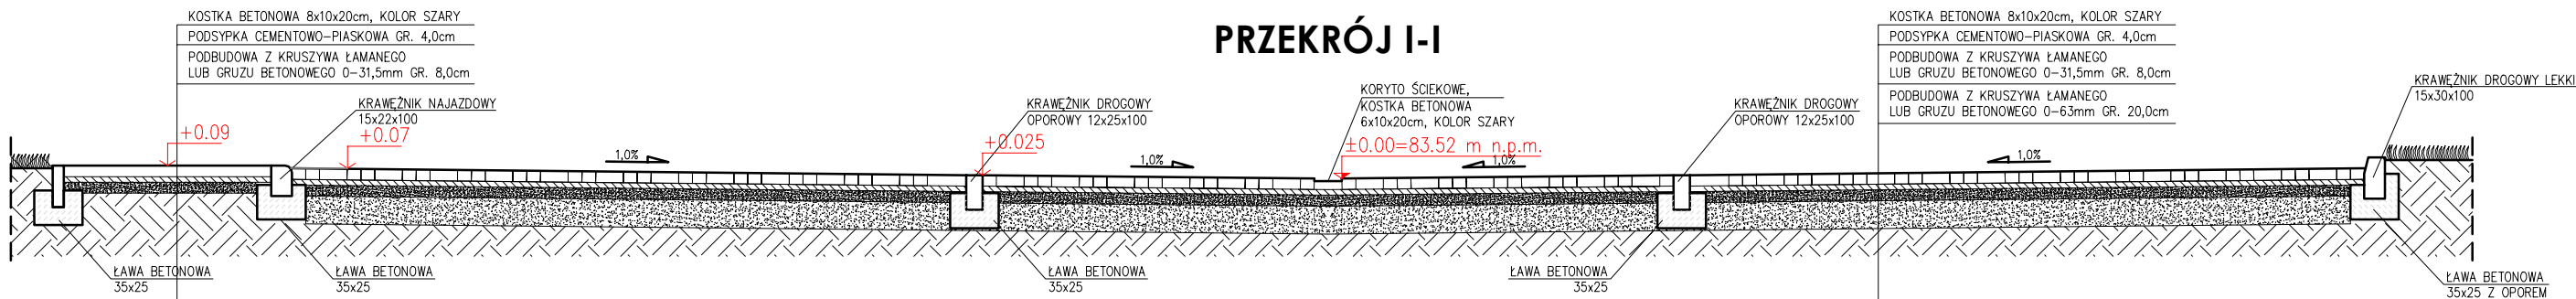 PRZEKRÓJ I-I
KOSTKA BETONOWA 8x10x20cm, KOLOR SZARY
PODSYPKA CEMENTOWO-PIASKOWA GR. 4,0cm
PODBUDOWA Z KRUSZYWA ŁAMANEGO
LUB GRUZU BETONOWEGO 0-31,5mm GR. 8,0cm
KRAWĘŻNIK NAJAZDOWY
15x22x100
+0.09
+0.07
1,0%
KRAWĘŻNIK DROGOWY
OPOROWY 12x25x100
+0.025
1,0%
KORYTO ŚCIEKOWE,
KOSTKA BETONOWA
6x10x20cm, KOLOR SZARY
±0.00=83.52 m n.p.m.
1,0%
KRAWĘŻNIK DROGOWY
OPOROWY 12x25x100
KOSTKA BETONOWA 8x10x20cm, KOLOR SZARY
PODSYPKA CEMENTOWO-PIASKOWA GR. 4,0cm
PODBUDOWA Z KRUSZYWA ŁAMANEGO
LUB GRUZU BETONOWEGO 0-31,5mm GR. 8,0cm
PODBUDOWA Z KRUSZYWA ŁAMANEGO
LUB GRUZU BETONOWEGO 0-63mm GR. 20,0cm
1,0%
KRAWĘŻNIK DROGOWY LEKKI
15x30x100
ŁAWA BETONOWA
35x25
ŁAWA BETONOWA
35x25
ŁAWA BETONOWA
35x25
ŁAWA BETONOWA
35x25
ŁAWA BETONOWA
35x25 Z OPOREM